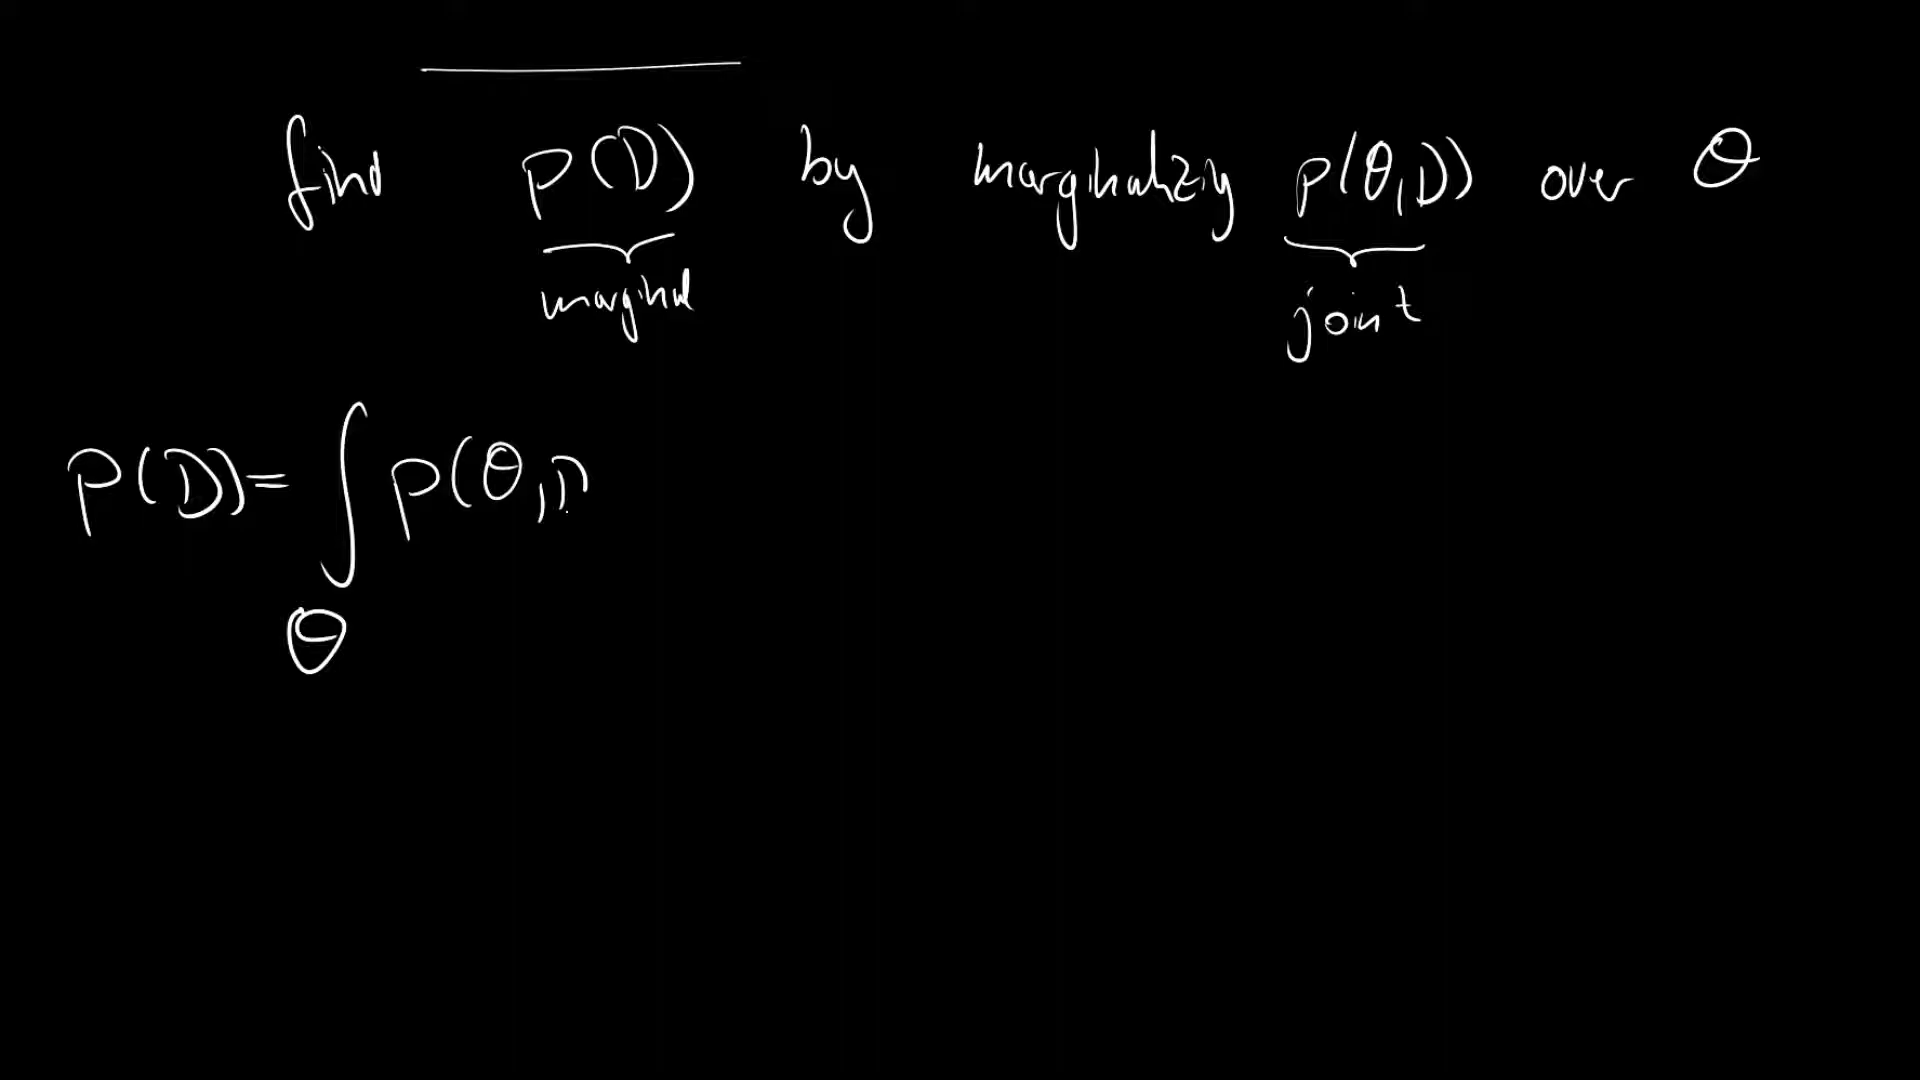 find p(D) by marginalizing p(θ,D) over θ
marginal joint
p(D)= ∫ p(θ,D
Θ